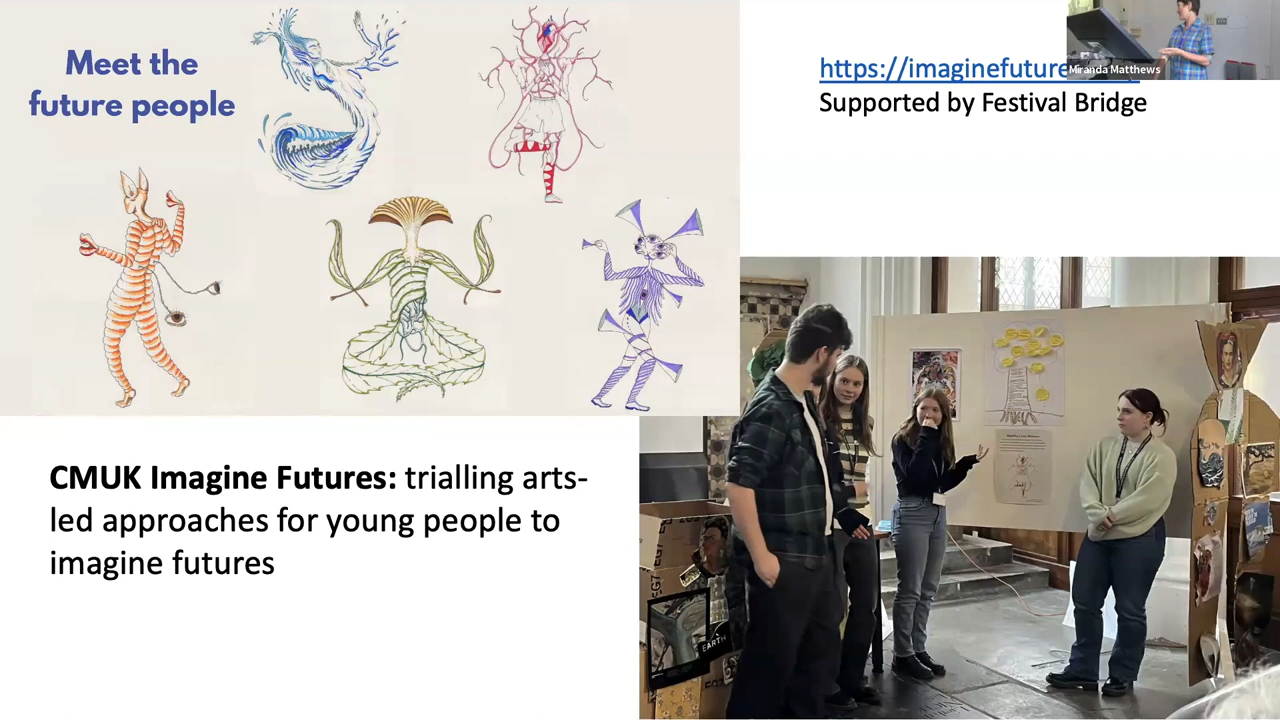 Meet the
future people
https://imaginefuture
Miranda Matthews
Supported by Festival Bridge
CMUK Imagine Futures: trialling arts-
led approaches for young people to
imagine futures
EARTH